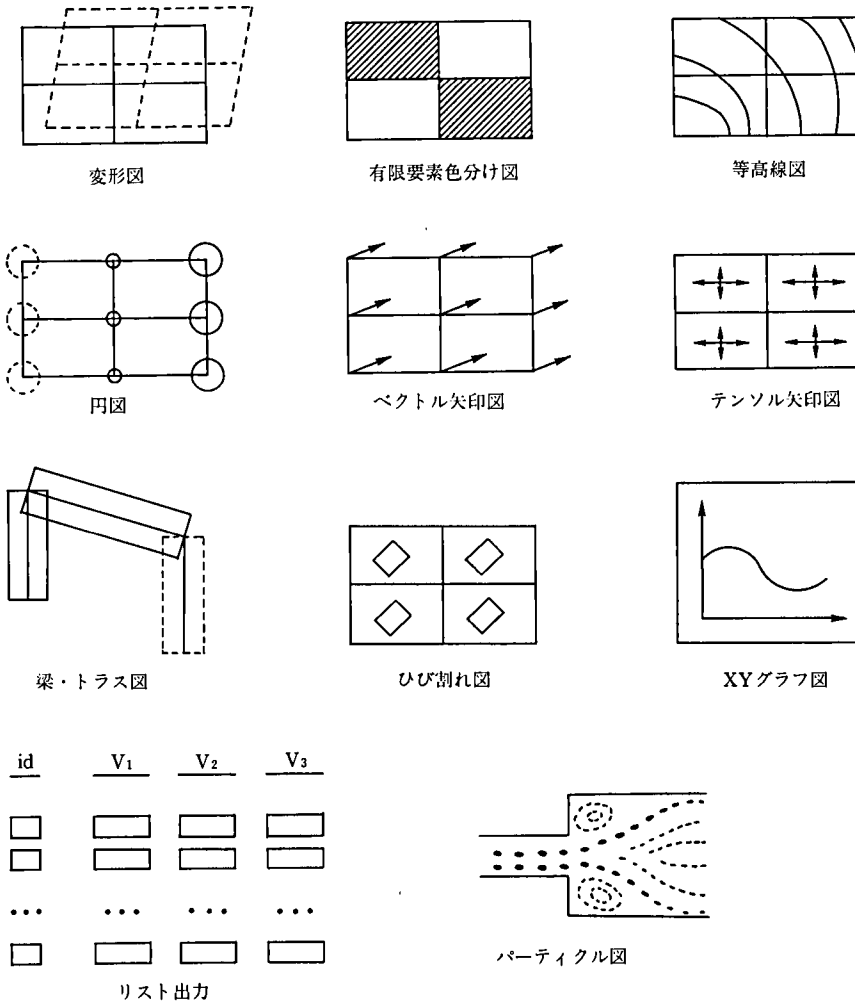 変形図
有限要素色分け図
等高線図
円図
ベクトル矢印図
テンソル矢印図
梁・トラス図
ひび割れ図
XYグラフ図
id V₁ V₂ V₃
リスト出力
パーティクル図